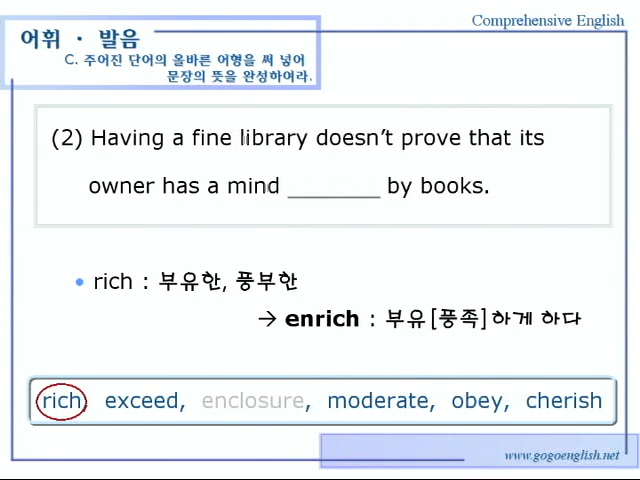 Comprehensive English
어휘 · 발음
C. 주어진 단어의 올바른 어형을 써 넣어
문장의 뜻을 완성하여라.
(2) Having a fine library doesn’t prove that its
owner has a mind ________ by books.
• rich : 부유한, 풍부한
→ enrich : 부유[풍족]하게 하다
rich, exceed, enclosure, moderate, obey, cherish
www.gogoenglish.net